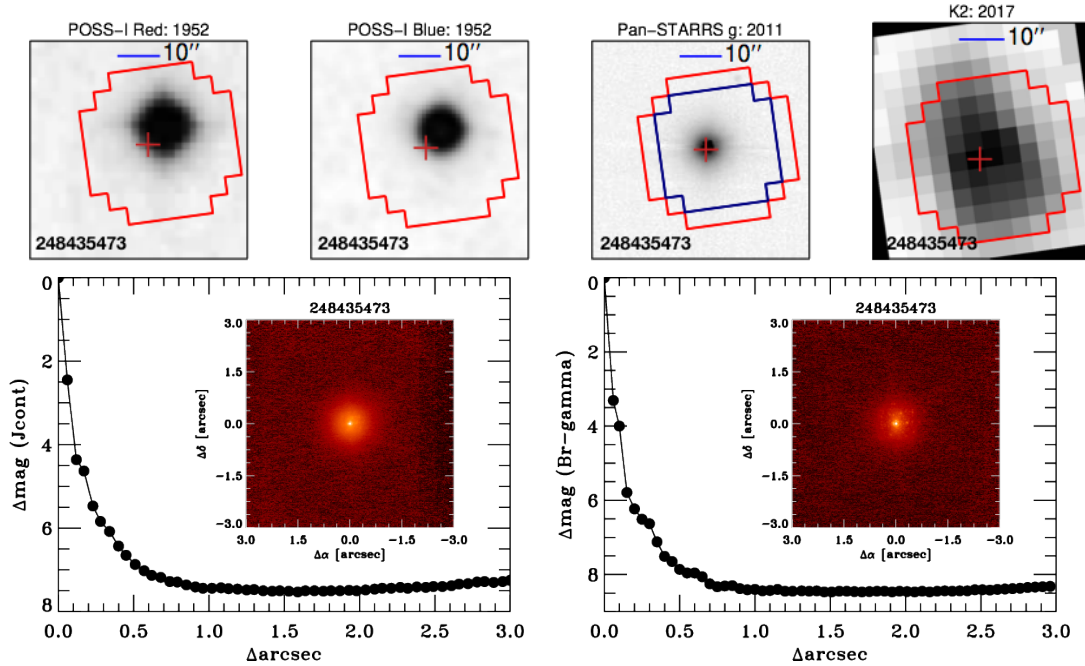 POSS-I Red: 1952
10''
248435473
POSS-I Blue: 1952
10''
248435473
Pan-STARRS g: 2011
10''
248435473
K2: 2017
10''
248435473
248435473
Δmag (Jcont)
0
2
4
6
8
0.0 0.5 1.0 1.5 2.0 2.5 3.0
Δarcsec
Δδ [arcsec]
3.0
1.5
0.0
-1.5
-3.0
3.0 1.5 0.0 -1.5 -3.0
Δα [arcsec]
248435473
Δmag (Br-gamma)
0
2
4
6
8
0.0 0.5 1.0 1.5 2.0 2.5 3.0
Δarcsec
Δδ [arcsec]
3.0
1.5
0.0
-1.5
-3.0
3.0 1.5 0.0 -1.5 -3.0
Δα [arcsec]